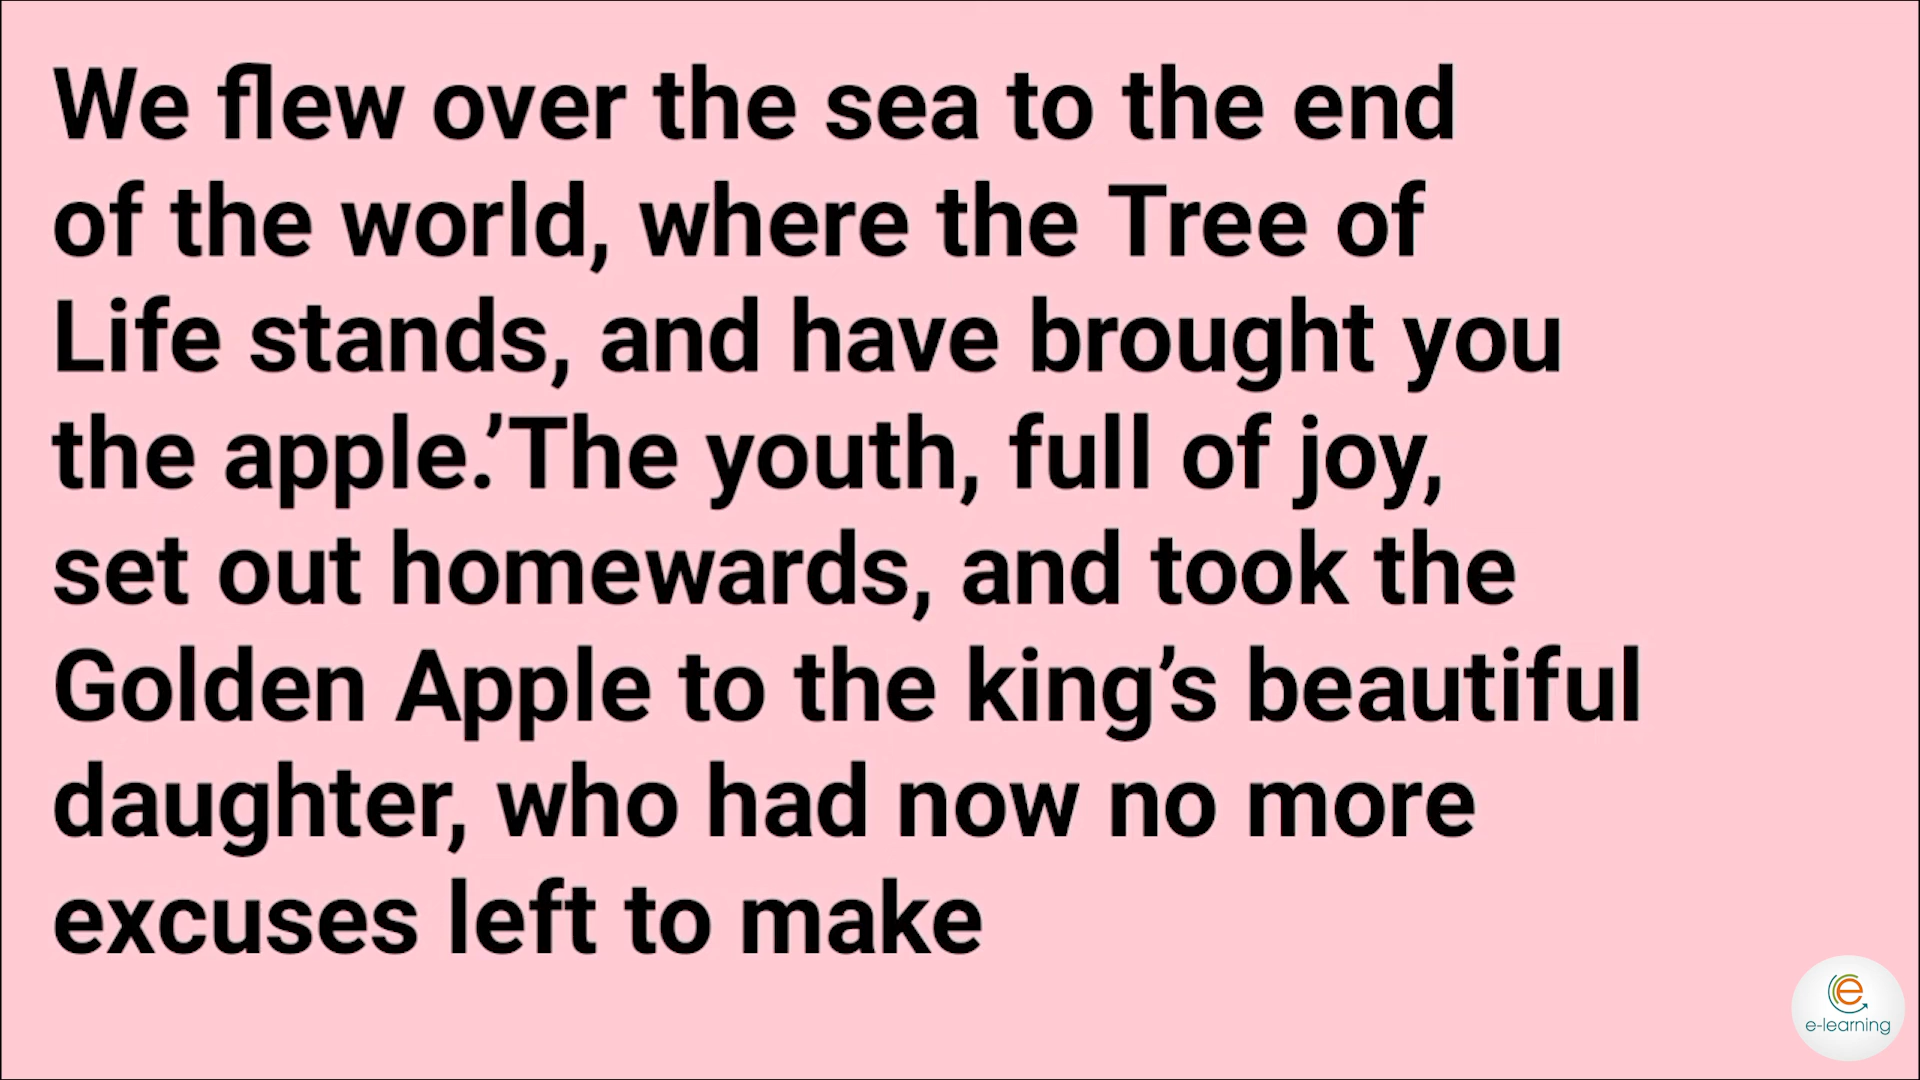 We flew over the sea to the end
of the world, where the Tree of
Life stands, and have brought you
the apple.’The youth, full of joy,
set out homewards, and took the
Golden Apple to the king’s beautiful
daughter, who had now no more
excuses left to make
e
e-learning